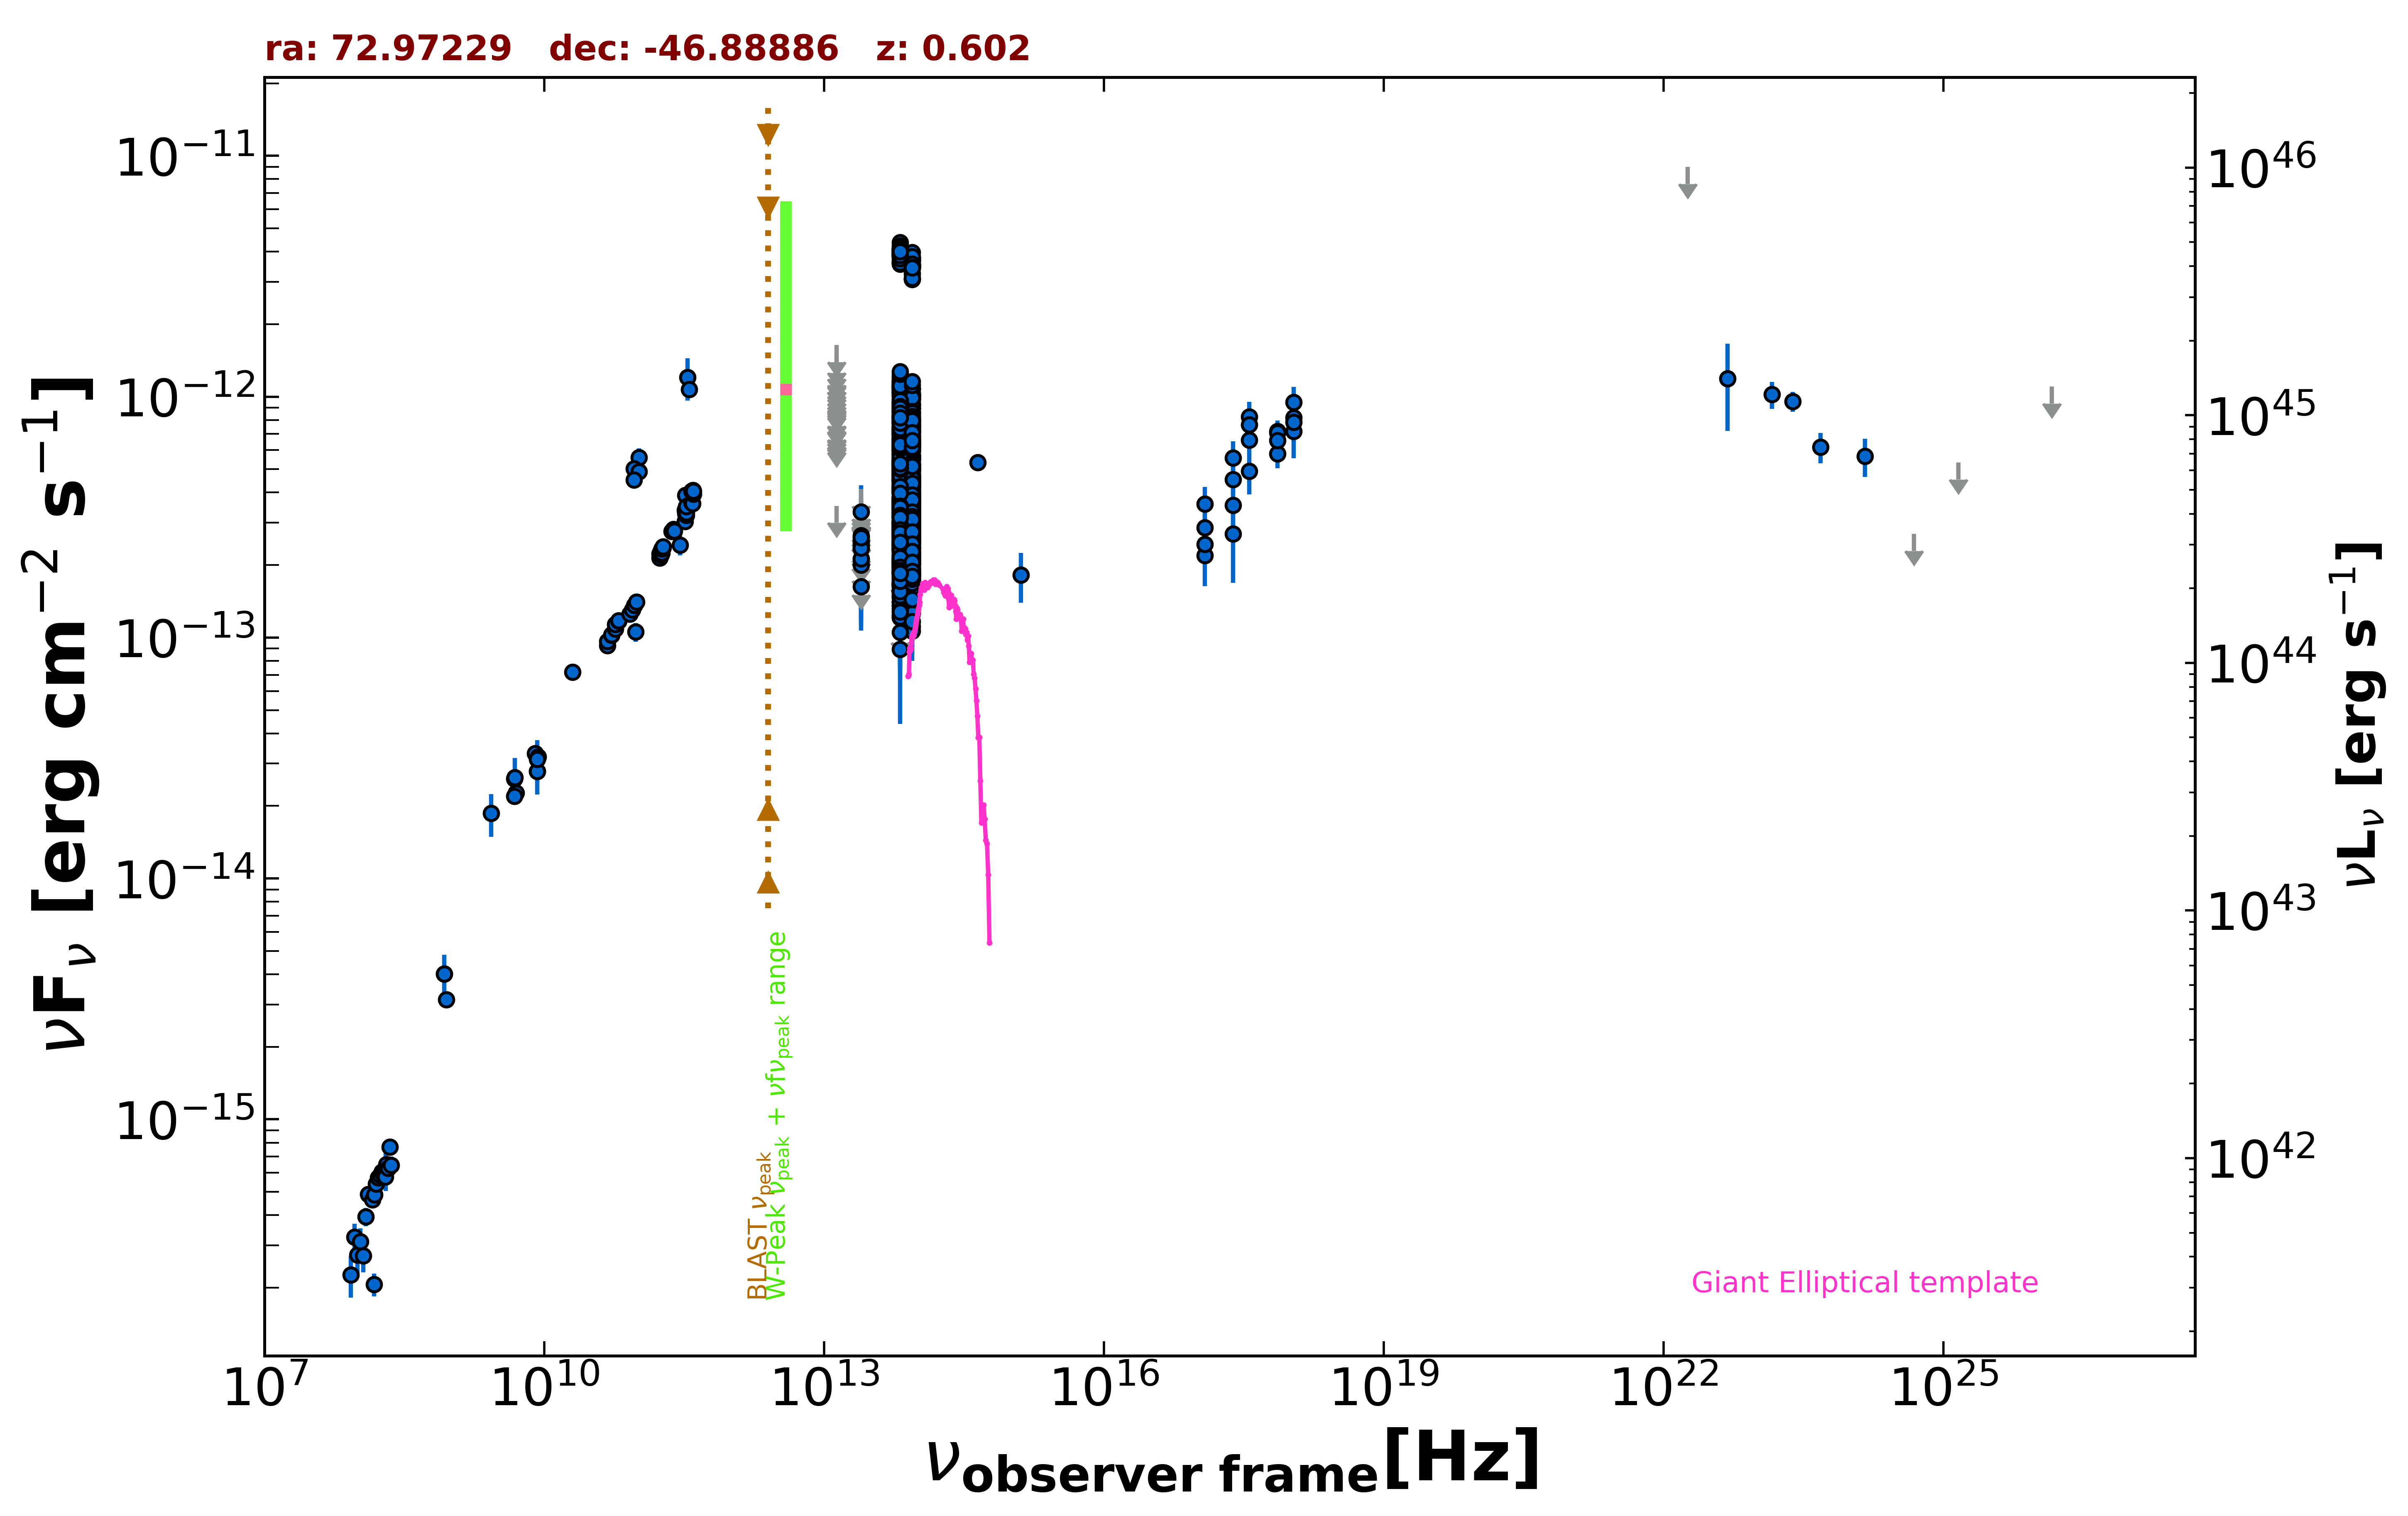 ra: 72.97229 dec: -46.88886 z: 0.602
νF_ν [erg cm^−2 s^−1]
10^−11
10^−12
10^−13
10^−14
10^−15
10^46
10^45
10^44
10^43
10^42
νL_ν [erg s^−1]
BLAST ν_peak
W-Peak ν_peak + νfν_peak range
Giant Elliptical template
10^7 10^10 10^13 10^16 10^19 10^22 10^25
ν_observer frame[Hz]